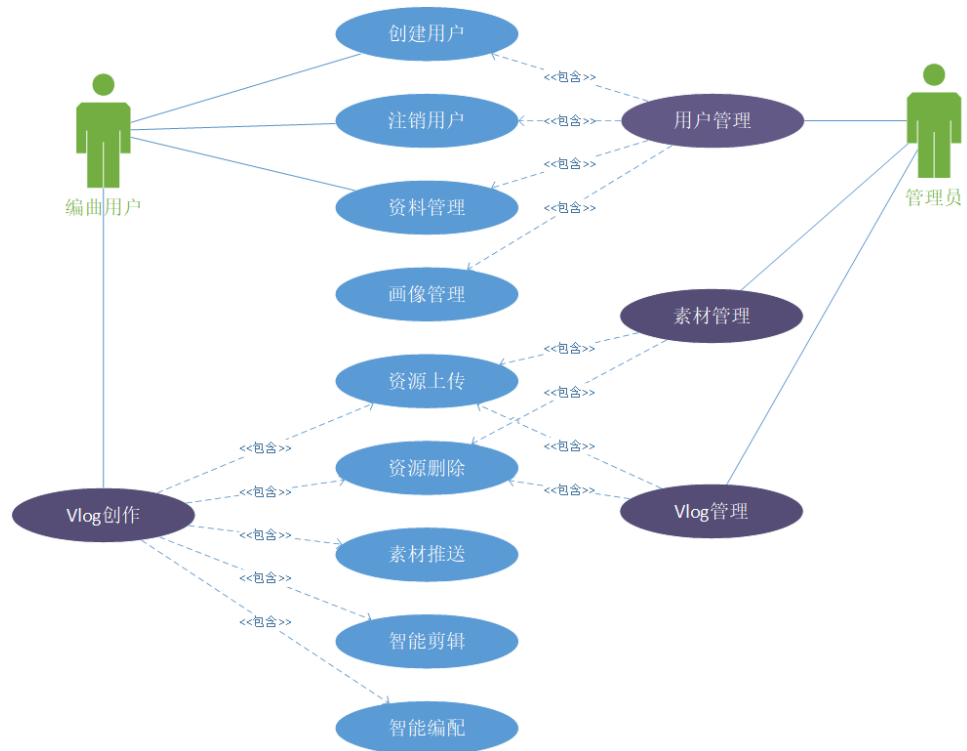 创建用户
<<包含>>
注销用户
<<包含>>
用户管理
<<包含>>
资料管理
<<包含>>
编曲用户
管理员
画像管理
素材管理
<<包含>>
资源上传
<<包含>>
<<包含>>
<<包含>>
资源删除
<<包含>>
<<包含>>
Vlog创作
Vlog管理
<<包含>>
素材推送
<<包含>>
<<包含>>
智能剪辑
智能编配